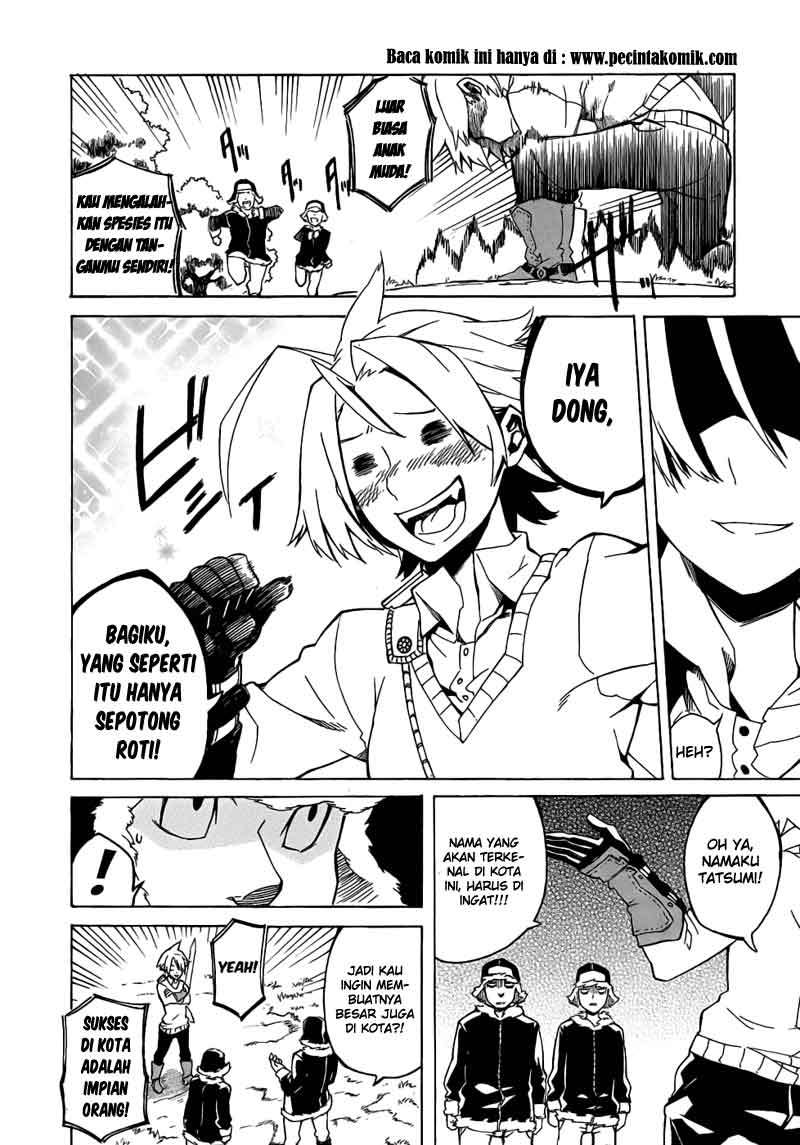 Baca komik ini hanya di : www.pecintakomik.com
LUAR
BIASA
ANAK
MUDA!
KAU MENGALAH-
KAN SPESIES ITU
DENGAN TAN-
GANMU SENDIRI!
ダ
ダ
HEH?
IYA
DONG,
BAGIKU,
YANG SEPERTI
ITU HANYA
SEPOTONG
ROTI!
OH YA,
NAMAKU
TATSUMI!
NAMA YANG
AKAN TERKE-
NAL DI KOTA
INI, HARUS DI
INGAT!!!
!
JADI KAU
INGIN MEM-
BUATNYA
BESAR JUGA
DI KOTA?!
YEAH!
SUKSES
DI KOTA
ADALAH
IMPIAN
ORANG!